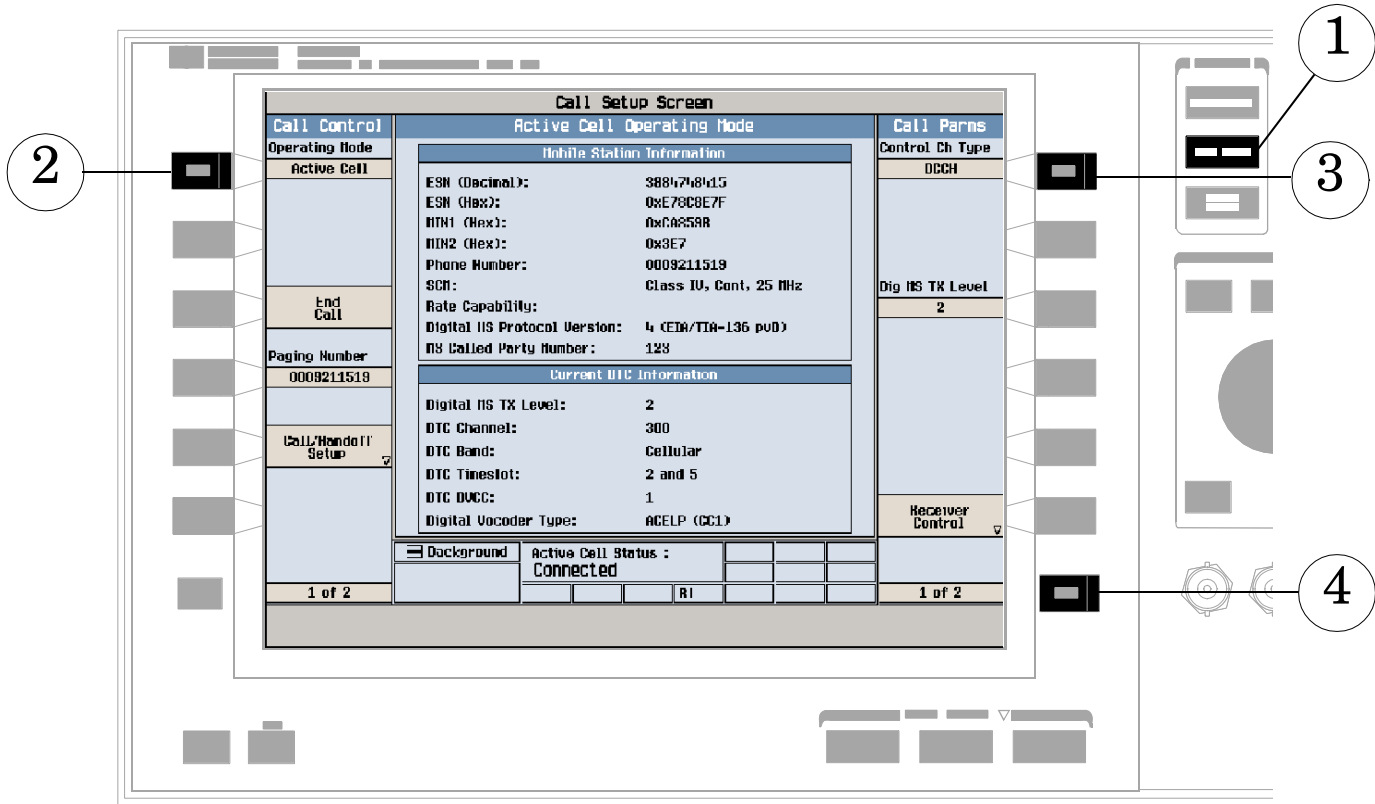 1
2
3
4
Call Setup Screen
Call Control
Operating Mode
Active Cell
End
Call
Paging Number
0009211519
Call/Handoff
Setup
1 of 2
Active Cell Operating Mode
Mobile Station Information
ESN (Decimal): 3884748415
ESN (Hex): 0xE78C8E7F
MIN1 (Hex): 0xCA859B
MIN2 (Hex): 0x3E7
Phone Number: 0009211519
SCM: Class IV, Cont, 25 MHz
Rate Capability:
Digital MS Protocol Version: 4 (EIA/TIA-136 pv0)
MS Called Party Number: 123
Current DTC Information
Digital MS TX Level: 2
DTC Channel: 300
DTC Band: Cellular
DTC Timeslot: 2 and 5
DTC DVCC: 1
Digital Vocoder Type: ACELP (CC1)
Background
Active Cell Status :
Connected
Call Parms
Control Ch Type
DCCH
Dig MS TX Level
2
Receiver
Control
1 of 2